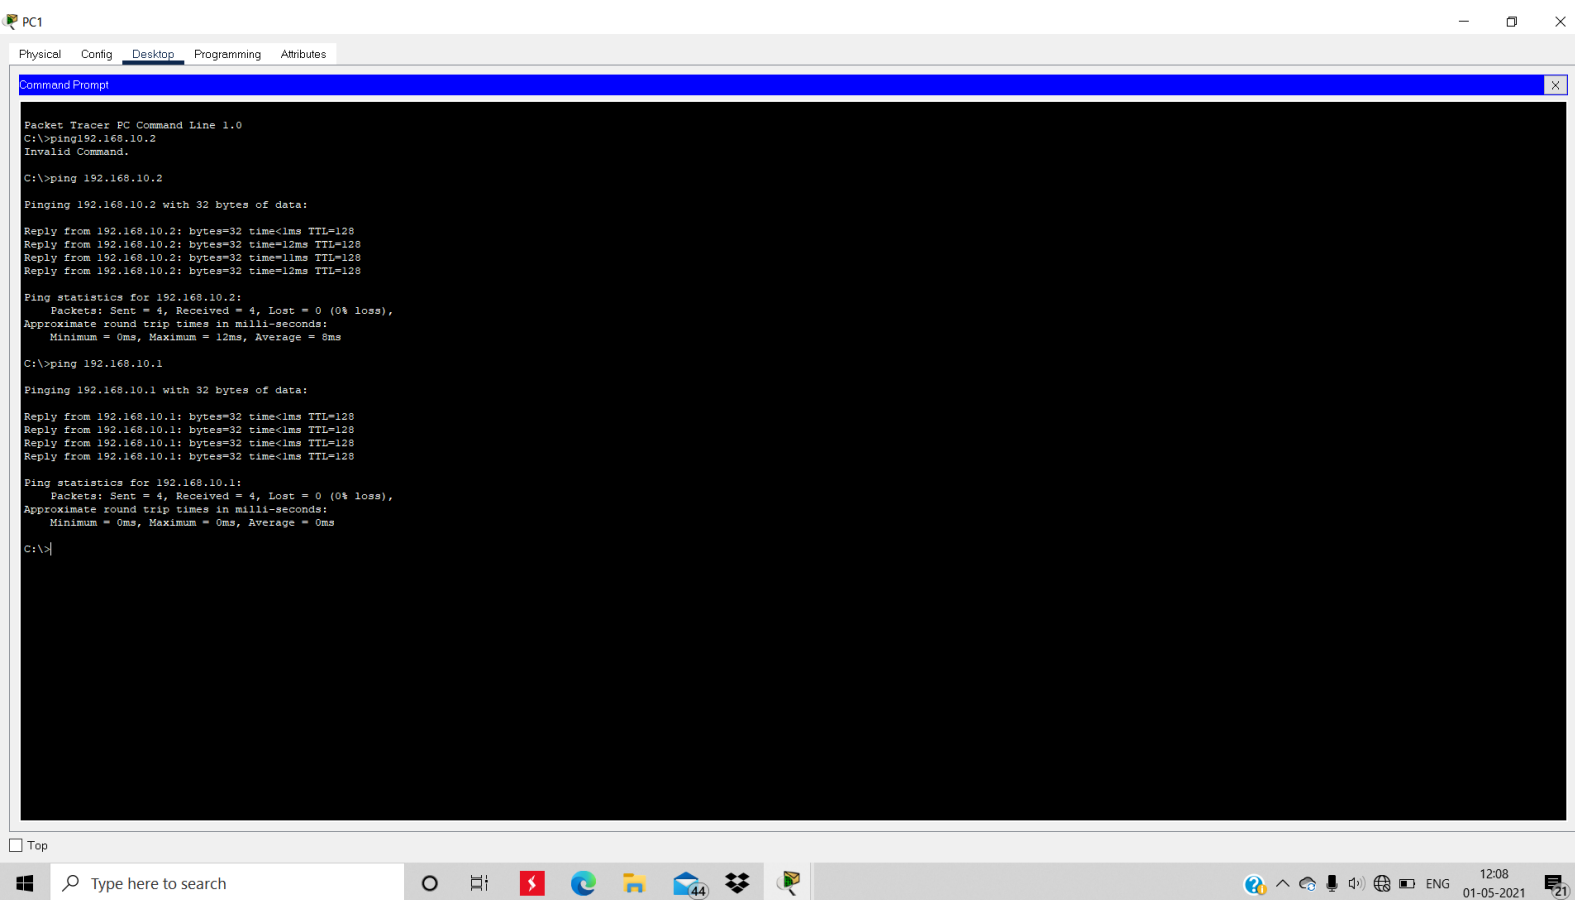 PC1
Physical Config Desktop Programming Attributes
Command Prompt
Packet Tracer PC Command Line 1.0
C:\>ping192.168.10.2
Invalid Command.
C:\>ping 192.168.10.2
Pinging 192.168.10.2 with 32 bytes of data:
Reply from 192.168.10.2: bytes=32 time<1ms TTL=128
Reply from 192.168.10.2: bytes=32 time=12ms TTL=128
Reply from 192.168.10.2: bytes=32 time=11ms TTL=128
Reply from 192.168.10.2: bytes=32 time=12ms TTL=128
Ping statistics for 192.168.10.2:
Packets: Sent = 4, Received = 4, Lost = 0 (0% loss),
Approximate round trip times in milli-seconds:
Minimum = 0ms, Maximum = 12ms, Average = 8ms
C:\>ping 192.168.10.1
Pinging 192.168.10.1 with 32 bytes of data:
Reply from 192.168.10.1: bytes=32 time<1ms TTL=128
Reply from 192.168.10.1: bytes=32 time<1ms TTL=128
Reply from 192.168.10.1: bytes=32 time<1ms TTL=128
Reply from 192.168.10.1: bytes=32 time<1ms TTL=128
Ping statistics for 192.168.10.1:
Packets: Sent = 4, Received = 4, Lost = 0 (0% loss),
Approximate round trip times in milli-seconds:
Minimum = 0ms, Maximum = 0ms, Average = 0ms
C:\>
Top
Type here to search
44
ENG
12:08
01-05-2021
21